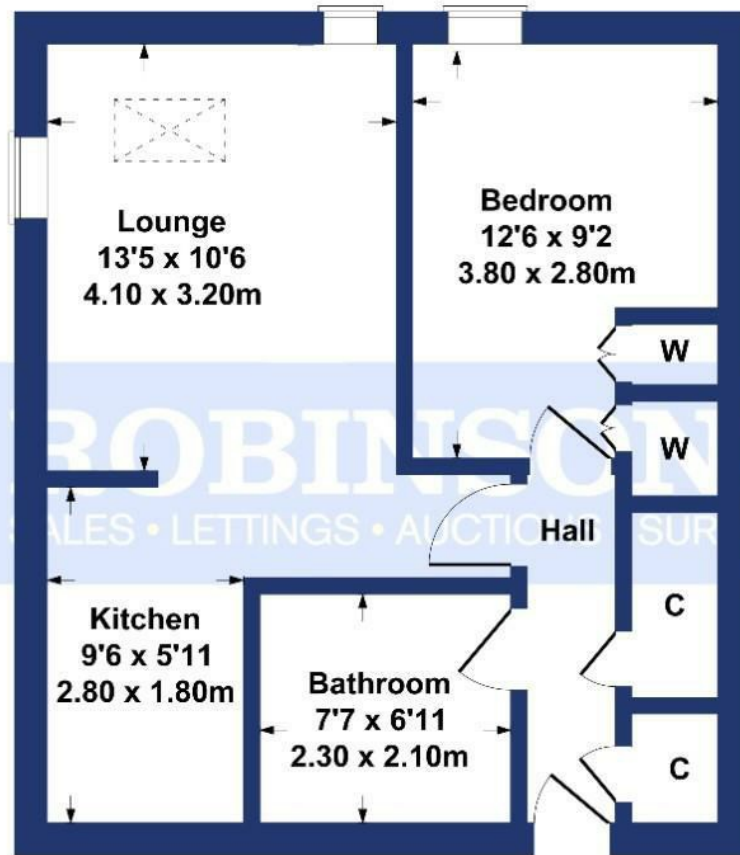 Lounge
13'5 x 10'6
4.10 x 3.20m
Bedroom
12'6 x 9'2
3.80 x 2.80m
W
W
ROBINSON
SALES • LETTINGS • AUCTIONS • SUR
Hall
Kitchen
9'6 x 5'11
2.80 x 1.80m
Bathroom
7'7 x 6'11
2.30 x 2.10m
C
C